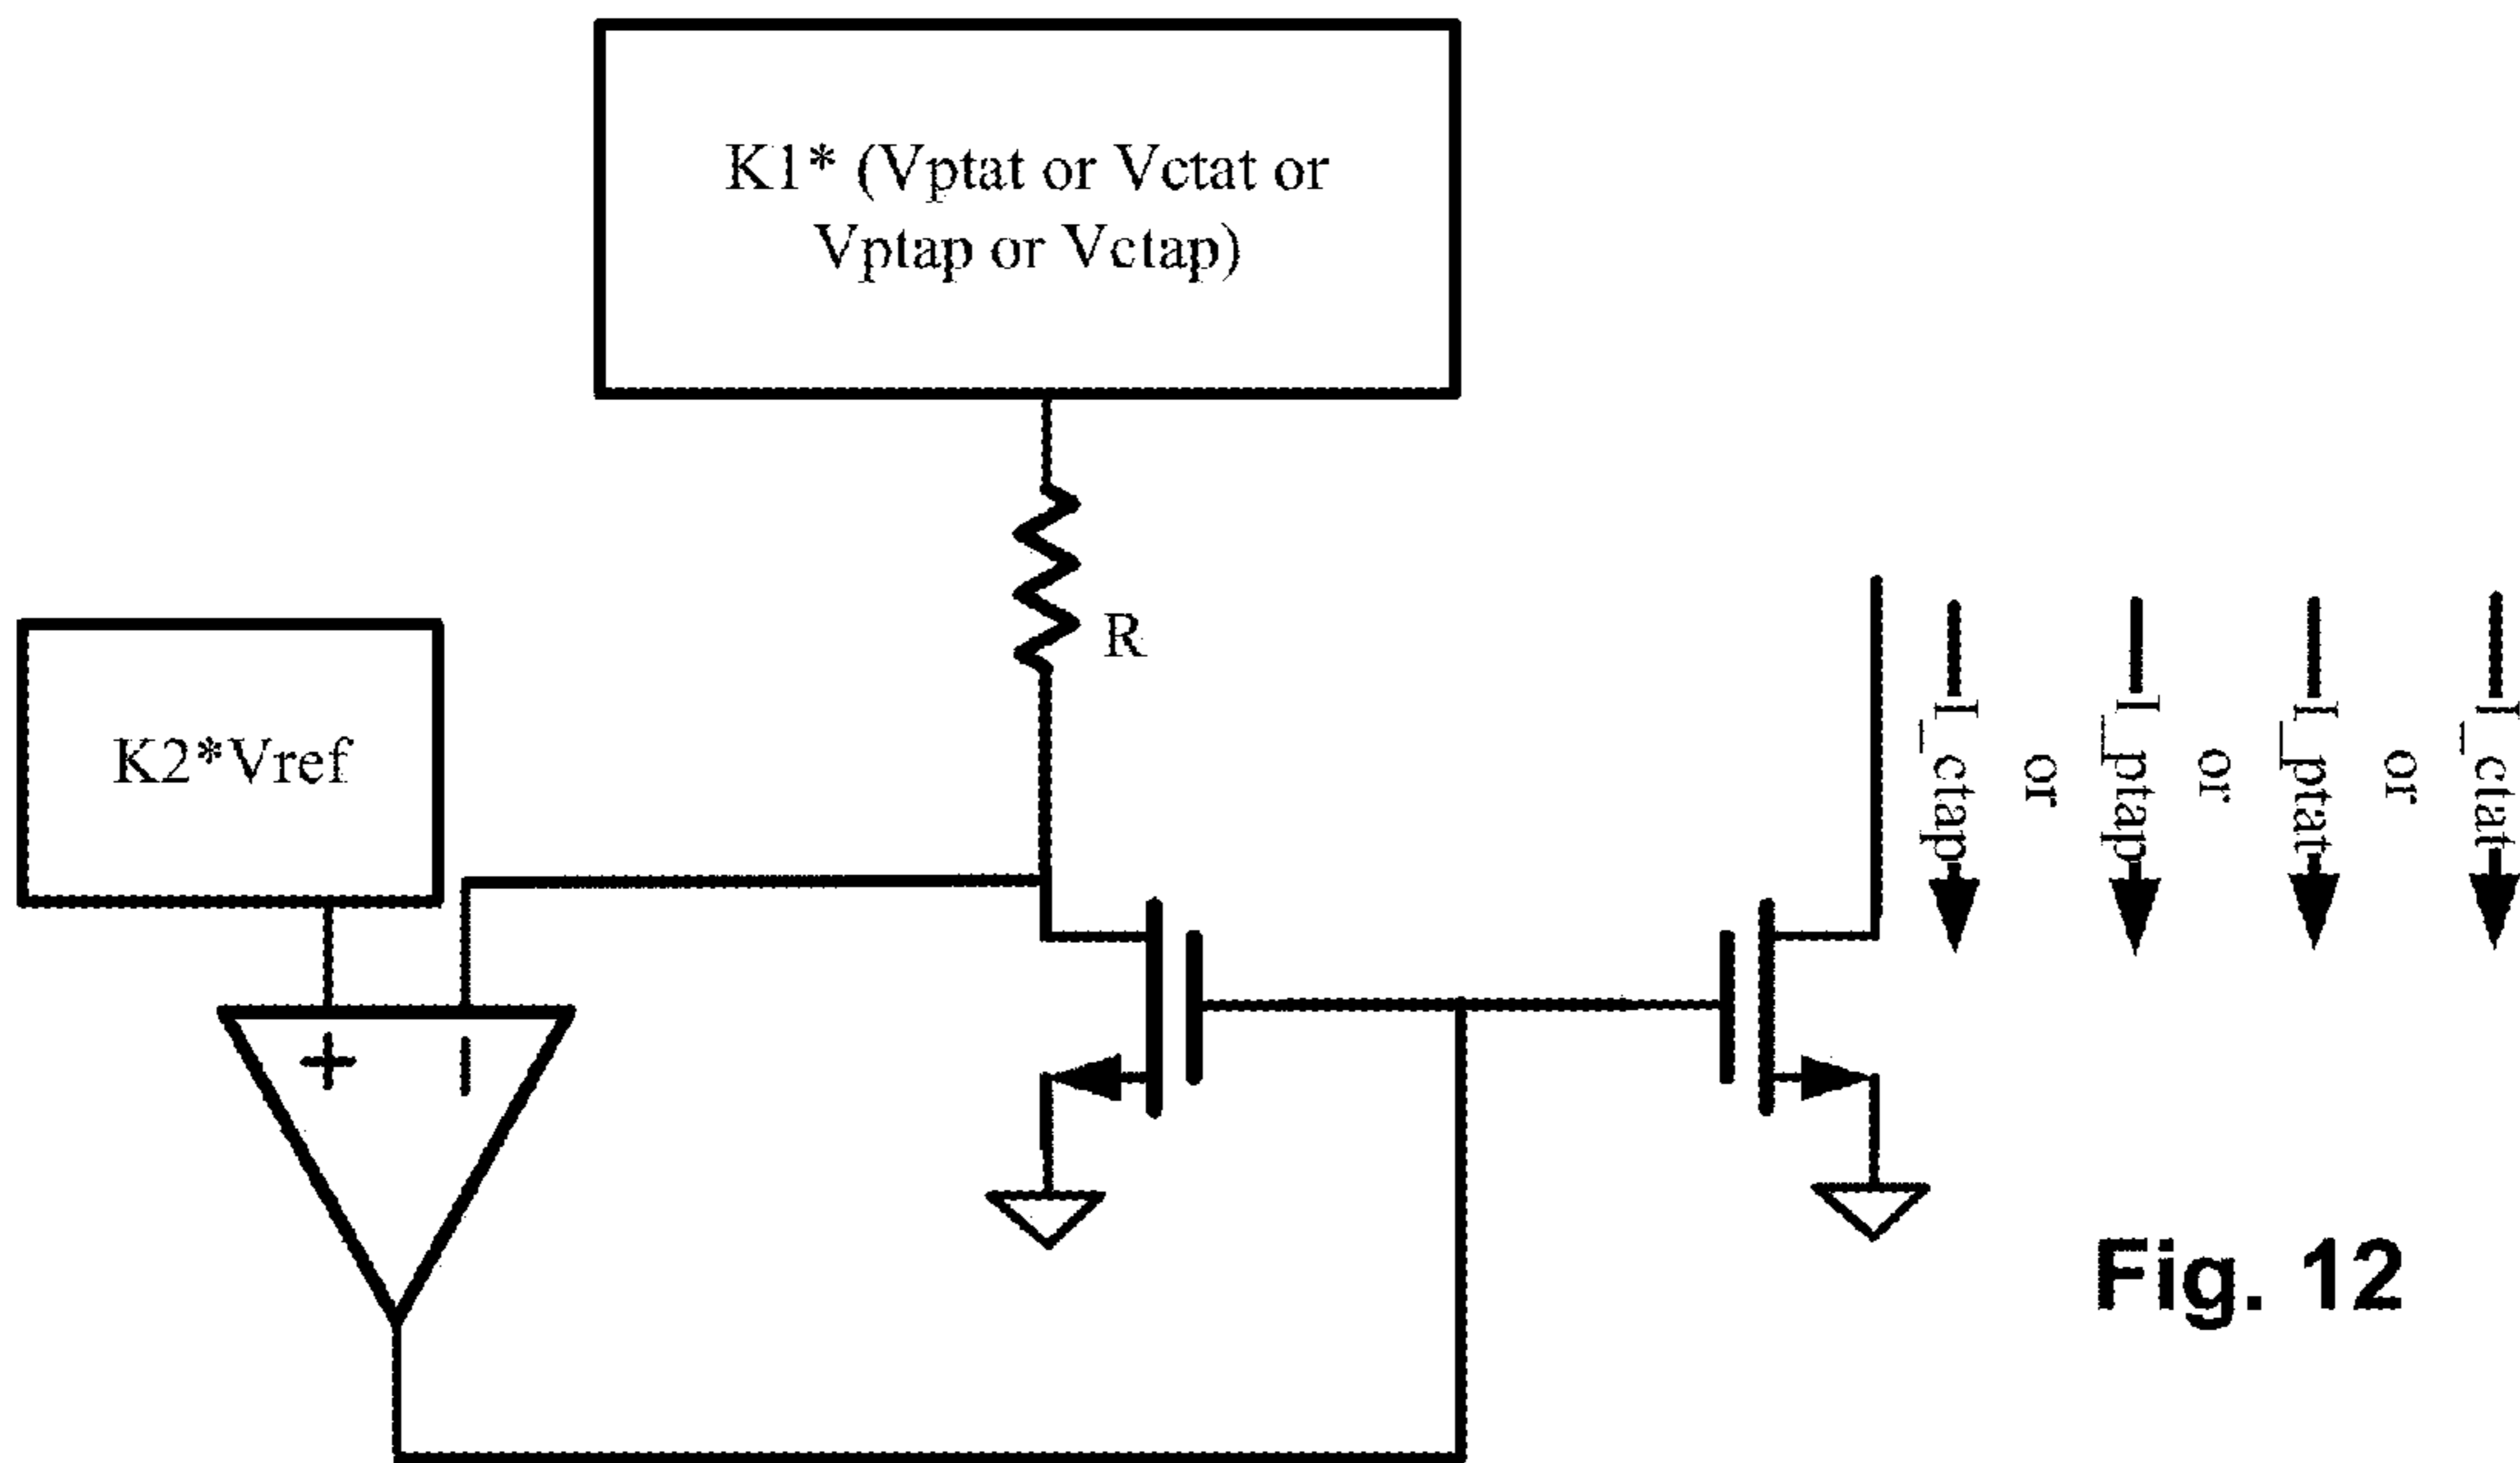 K1* (Vptat or Vctat or
Vptap or Vctap)
R
K2*Vref
+
−
I_ctap
or
I_ptap
or
I_ptat
or
I_ctat
Fig. 12